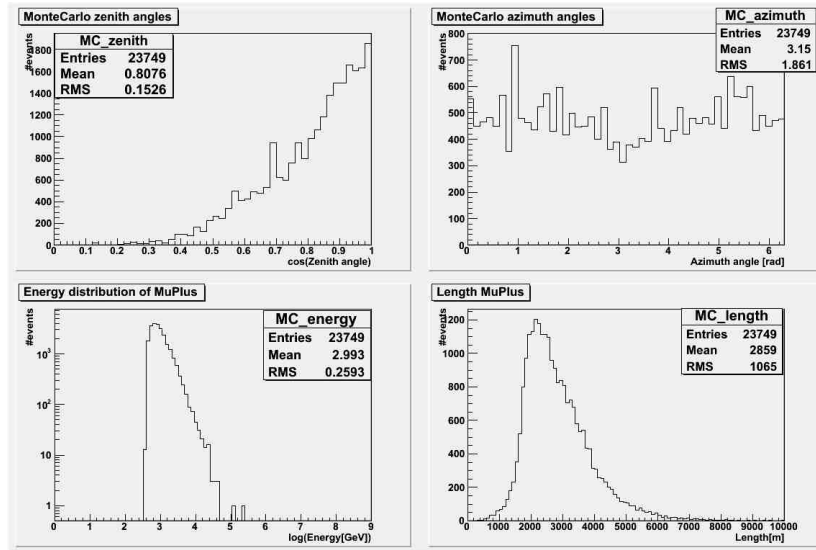 MonteCarlo zenith angles
#events
MC_zenith
Entries 23749
Mean 0.8076
RMS 0.1526
1800
1600
1400
1200
1000
800
600
400
200
0
0 0.1 0.2 0.3 0.4 0.5 0.6 0.7 0.8 0.9 1
cos(Zenith angle)
MonteCarlo azimuth angles
#events
MC_azimuth
Entries 23749
Mean 3.15
RMS 1.861
800
700
600
500
400
300
200
100
0
0 1 2 3 4 5 6
Azimuth angle [rad]
Energy distribution of MuPlus
#events
MC_energy
Entries 23749
Mean 2.993
RMS 0.2593
10³
10²
10
1
0 1 2 3 4 5 6 7 8 9
log(Energy[GeV])
Length MuPlus
#events
MC_length
Entries 23749
Mean 2859
RMS 1065
1200
1000
800
600
400
200
0
0 1000 2000 3000 4000 5000 6000 7000 8000 9000 10000
Length[m]